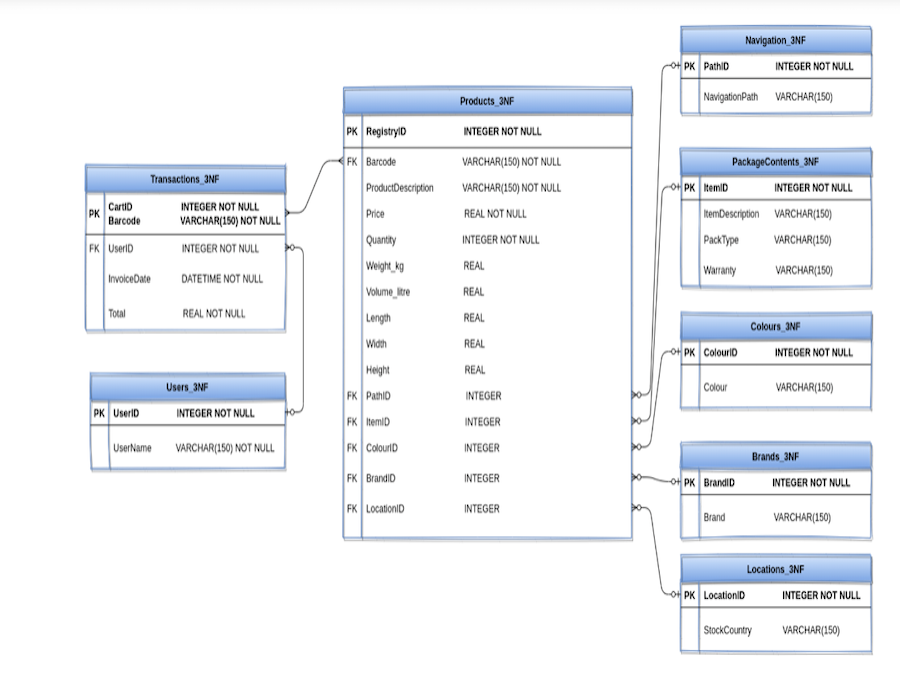 Navigation_3NF
PK PathID INTEGER NOT NULL
NavigationPath VARCHAR(150)
Products_3NF
PK RegistryID INTEGER NOT NULL
FK Barcode VARCHAR(150) NOT NULL
ProductDescription VARCHAR(150) NOT NULL
Price REAL NOT NULL
Quantity INTEGER NOT NULL
Weight_kg REAL
Volume_litre REAL
Length REAL
Width REAL
Height REAL
FK PathID INTEGER
FK ItemID INTEGER
FK ColourID INTEGER
FK BrandID INTEGER
FK LocationID INTEGER
PackageContents_3NF
PK ItemID INTEGER NOT NULL
ItemDescription VARCHAR(150)
PackType VARCHAR(150)
Warranty VARCHAR(150)
Transactions_3NF
PK CartID INTEGER NOT NULL
Barcode VARCHAR(150) NOT NULL
FK UserID INTEGER NOT NULL
InvoiceDate DATETIME NOT NULL
Total REAL NOT NULL
Colours_3NF
PK ColourID INTEGER NOT NULL
Colour VARCHAR(150)
Users_3NF
PK UserID INTEGER NOT NULL
UserName VARCHAR(150) NOT NULL
Brands_3NF
PK BrandID INTEGER NOT NULL
Brand VARCHAR(150)
Locations_3NF
PK LocationID INTEGER NOT NULL
StockCountry VARCHAR(150)